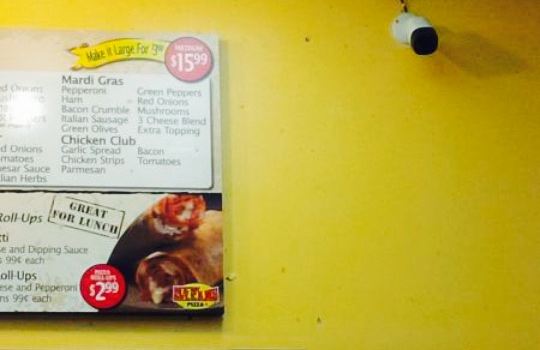 Make it Large For
MEDIUM
$15.99
Mardi Gras
Pepperoni
Green Peppers
Ham
Red Onions
Bacon Crumble
Mushrooms
Italian Sausage
3 Cheese Blend
Green Olives
Extra Topping
Chicken Club
Garlic Spread
Bacon
Chicken Strips
Tomatoes
Parmesan
d Onions
matoes
esar Sauce
lian Herbs
GREAT
FOR LUNCH
Roll-Ups
tti
se and Dipping Sauce
s 99¢ each
oll-Ups
ese and Pepperoni
ns 99¢ each
PIZZA
ROLL-UPS
$2.99
PIZZA